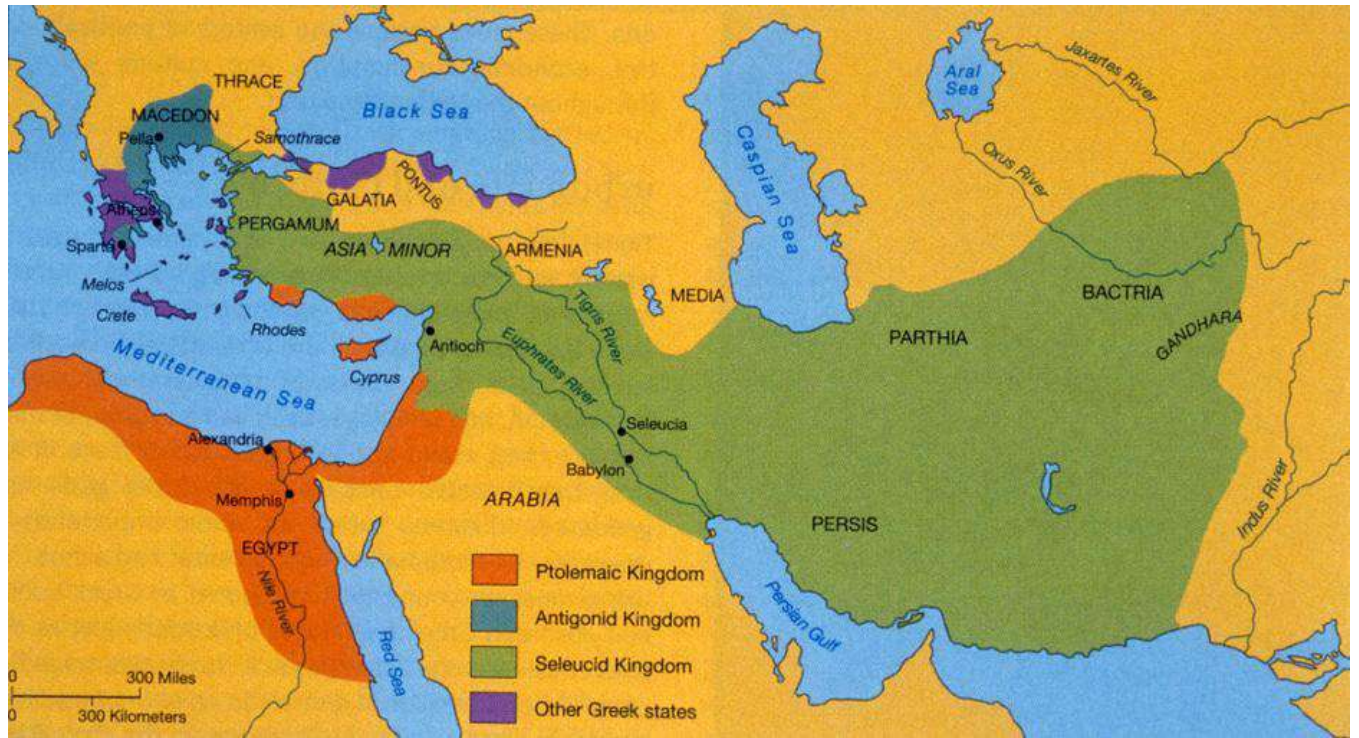 THRACE
MACEDON
Pella
Samothrace
Black Sea
Caspian Sea
Aral Sea
Jaxartes River
Oxus River
GALATIA
PONTUS
Athens
PERGAMUM
Sparta
ASIA MINOR
ARMENIA
MEDIA
BACTRIA
PARTHIA
GANDHARA
Melos
Crete
Rhodes
Antioch
Tigris River
Euphrates River
Mediterranean Sea
Cyprus
Alexandria
Seleucia
Babylon
Memphis
ARABIA
PERSIS
Indus River
EGYPT
Nile River
Red Sea
Persian Gulf
Ptolemaic Kingdom
Antigonid Kingdom
Seleucid Kingdom
Other Greek states
0 300 Miles
0 300 Kilometers